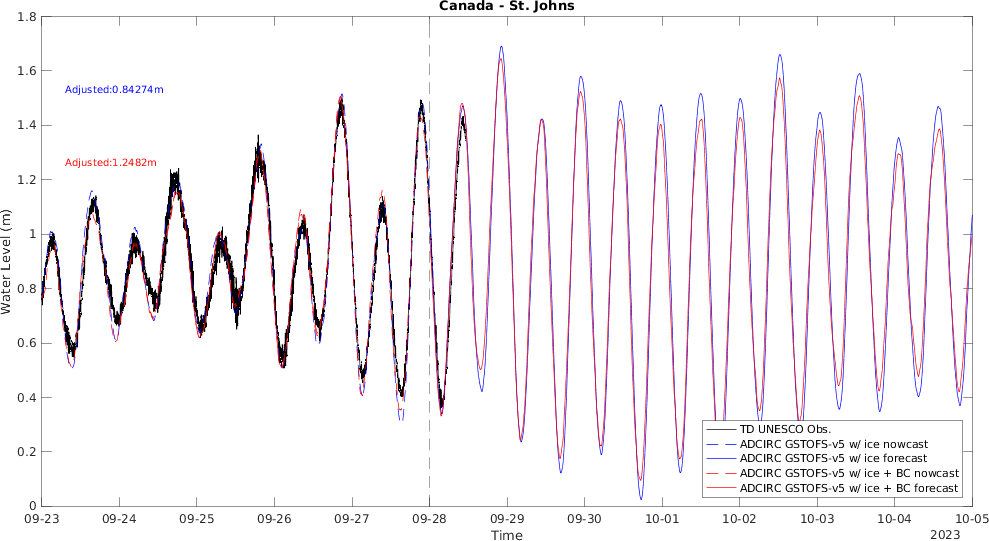 Canada - St. Johns
1.8
1.6
1.4
1.2
1
0.8
0.6
0.4
0.2
0
Water Level (m)
Adjusted:0.84274m
Adjusted:1.2482m
TD UNESCO Obs.
ADCIRC GSTOFS-v5 w/ ice nowcast
ADCIRC GSTOFS-v5 w/ ice forecast
ADCIRC GSTOFS-v5 w/ ice + BC nowcast
ADCIRC GSTOFS-v5 w/ ice + BC forecast
09-23 09-24 09-25 09-26 09-27 09-28 09-29 09-30 10-01 10-02 10-03 10-04 10-05
Time
2023